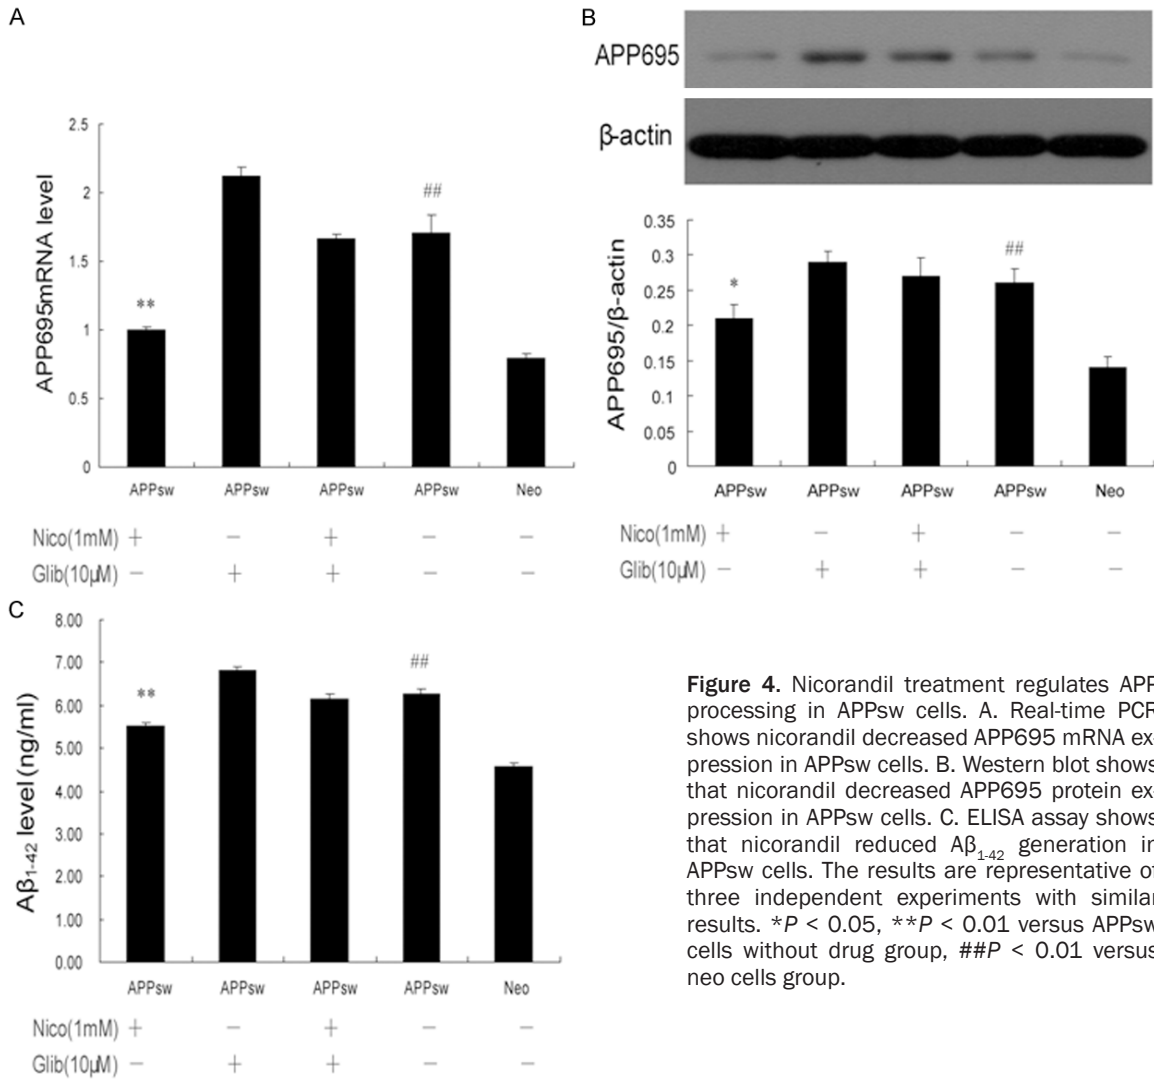 A
2.5
2
1.5
1
0.5
0
APP695mRNA level
**
##
APPsw APPsw APPsw APPsw Neo
Nico(1mM) + − + − −
Glib(10μM) − + + − −
B
APP695
β-actin
0.35
0.3
0.25
0.2
0.15
0.1
0.05
0
APP695/β-actin
*
##
APPsw APPsw APPsw APPsw Neo
Nico(1mM) + − + − −
Glib(10μM) − + + − −
C
8.00
7.00
6.00
5.00
4.00
3.00
2.00
1.00
0.00
Aβ1-42 level (ng/ml)
**
##
APPsw APPsw APPsw APPsw Neo
Nico(1mM) + − + − −
Glib(10μM) − + + − −
Figure 4. Nicorandil treatment regulates APP
processing in APPsw cells. A. Real-time PCR
shows nicorandil decreased APP695 mRNA ex-
pression in APPsw cells. B. Western blot shows
that nicorandil decreased APP695 protein ex-
pression in APPsw cells. C. ELISA assay shows
that nicorandil reduced Aβ1-42 generation in
APPsw cells. The results are representative of
three independent experiments with similar
results. *P < 0.05, **P < 0.01 versus APPsw
cells without drug group, ##P < 0.01 versus
neo cells group.